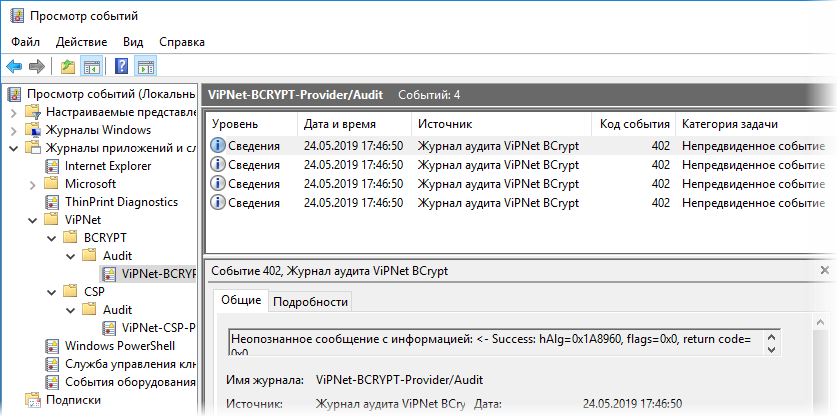 Просмотр событий
Файл Действие Вид Справка
Просмотр событий (Локальны
Настраиваемые представле
Журналы Windows
Журналы приложений и сл
Internet Explorer
Microsoft
ThinPrint Diagnostics
ViPNet
BCRYPT
Audit
ViPNet-BCRYP
CSP
Audit
ViPNet-CSP-P
Windows PowerShell
Служба управления клю
События оборудования
Подписки
ViPNet-BCRYPT-Provider/Audit Событий: 4
Уровень Дата и время Источник Код события Категория задачи
Сведения 24.05.2019 17:46:50 Журнал аудита ViPNet BCrypt 402 Непредвиденное событие
Сведения 24.05.2019 17:46:50 Журнал аудита ViPNet BCrypt 402 Непредвиденное событие
Сведения 24.05.2019 17:46:50 Журнал аудита ViPNet BCrypt 402 Непредвиденное событие
Сведения 24.05.2019 17:46:50 Журнал аудита ViPNet BCrypt 402 Непредвиденное событие
Событие 402, Журнал аудита ViPNet BCrypt
Общие Подробности
Неопознанное сообщение с информацией: <- Success: hAlg=0x1A8960, flags=0x0, return code=
0x0
Имя журнала: ViPNet-BCRYPT-Provider/Audit
Источник: Журнал аудита ViPNet BCry Дата: 24.05.2019 17:46:50